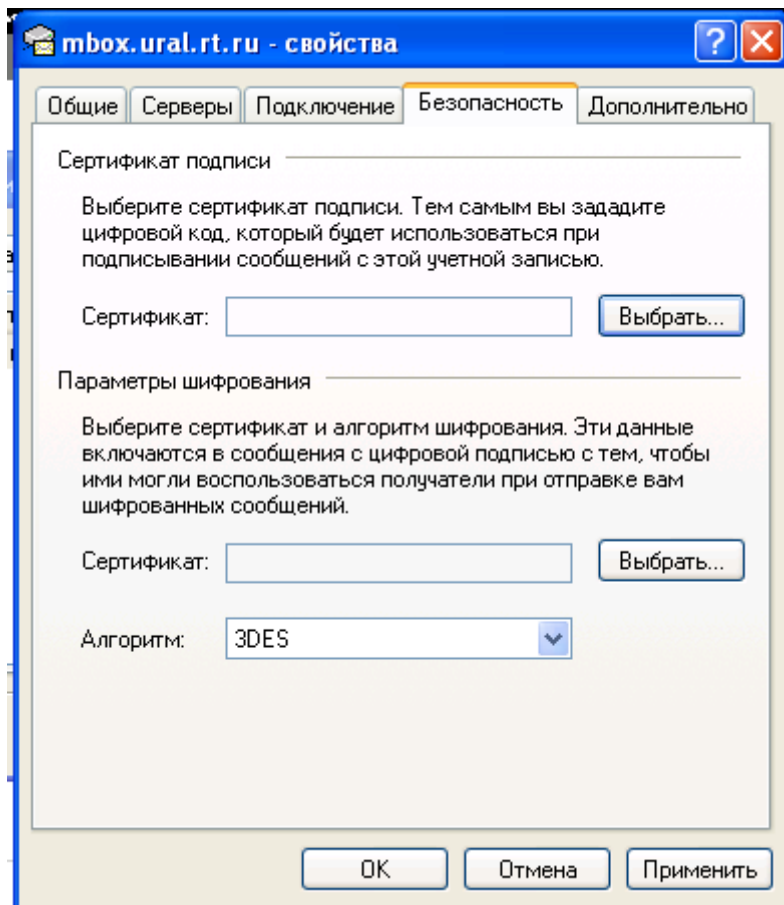 mbox.ural.rt.ru - свойства
Общие Серверы Подключение Безопасность Дополнительно
Сертификат подписи
Выберите сертификат подписи. Тем самым вы зададите
цифровой код, который будет использоваться при
подписывании сообщений с этой учетной записью.
Сертификат: Выбрать...
Параметры шифрования
Выберите сертификат и алгоритм шифрования. Эти данные
включаются в сообщения с цифровой подписью с тем, чтобы
ими могли воспользоваться получатели при отправке вам
шифрованных сообщений.
Сертификат: Выбрать...
Алгоритм: 3DES
OK Отмена Применить